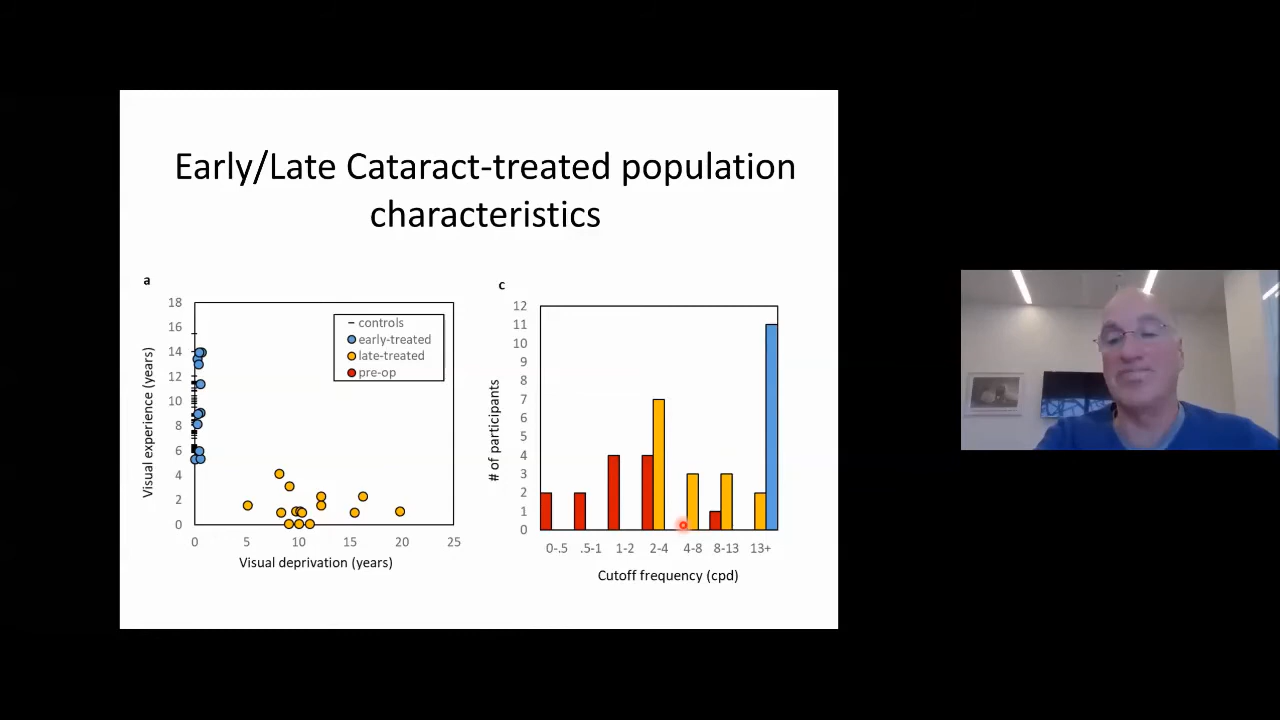 Early/Late Cataract-treated population
characteristics
a
18
16
14
12
10
8
6
4
2
0
Visual experience (years)
controls
early-treated
late-treated
pre-op
0 5 10 15 20 25
Visual deprivation (years)
c
12
11
10
9
8
7
6
5
4
3
2
1
0
# of participants
0-.5 .5-1 1-2 2-4 4-8 8-13 13+
Cutoff frequency (cpd)